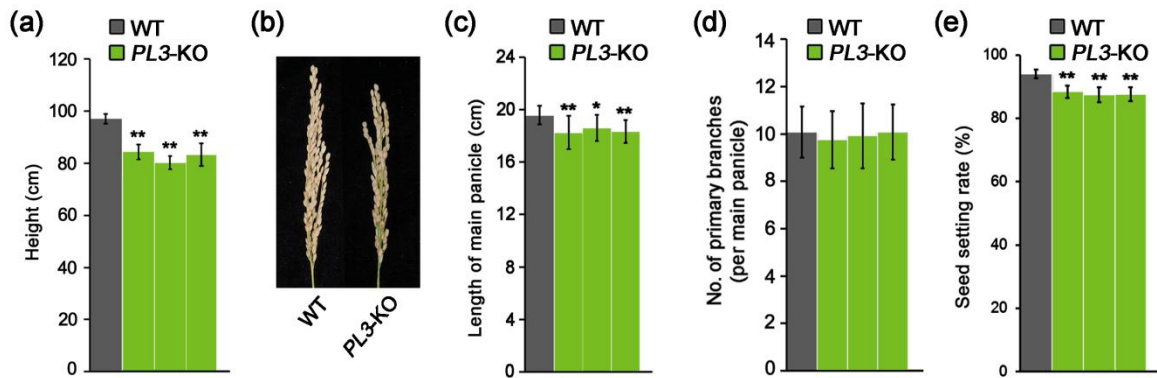 (a)
WT
PL3-KO
Height (cm)
120
100
80
60
40
20
0
**
**
**
(b)
WT
PL3-KO
(c)
WT
PL3-KO
Length of main panicle (cm)
24
20
16
12
8
4
0
**
*
**
(d)
WT
PL3-KO
No. of primary branches
(per main panicle)
14
12
10
8
6
4
2
0
(e)
WT
PL3-KO
Seed setting rate (%)
100
80
60
40
20
0
**
**
**